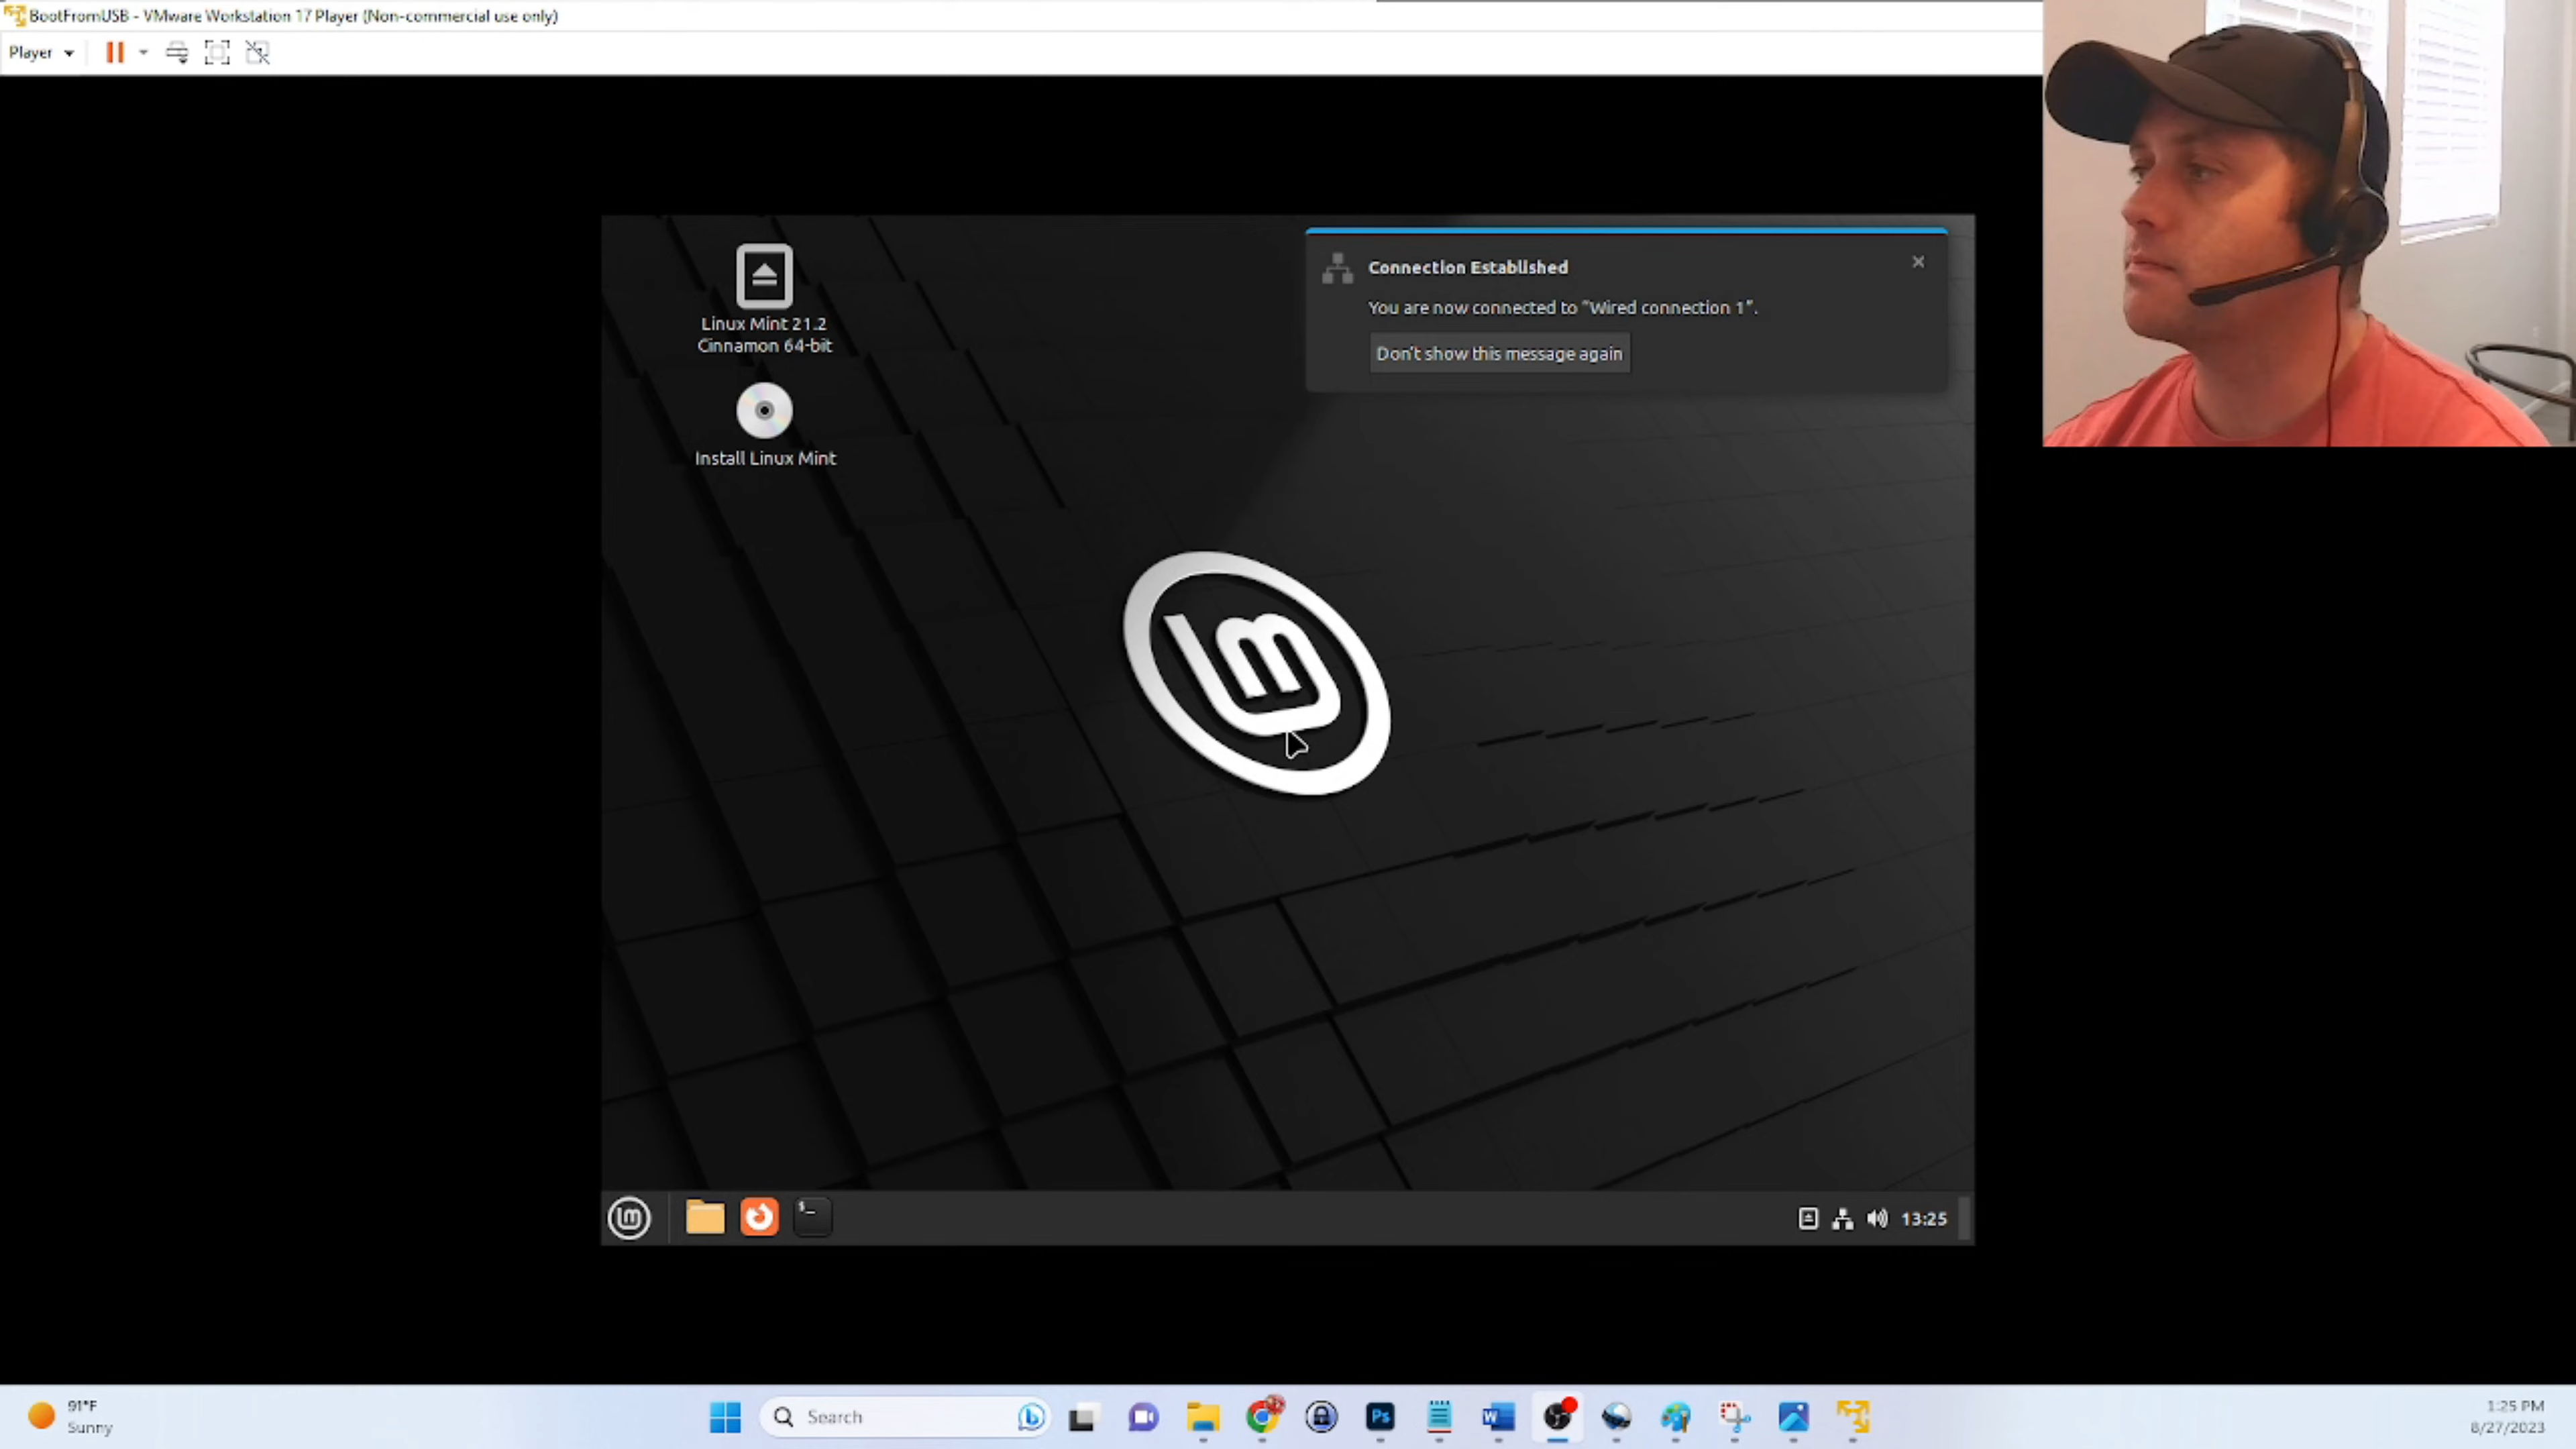 BootFromUSB - VMware Workstation 17 Player (Non-commercial use only)
Player
Linux Mint 21.2
Cinnamon 64-bit
Install Linux Mint
Connection Established
You are now connected to “Wired connection 1”.
Don't show this message again
lm
$_
13:25
91°F
Sunny
Search
Ps
W
1:25 PM
8/27/2023